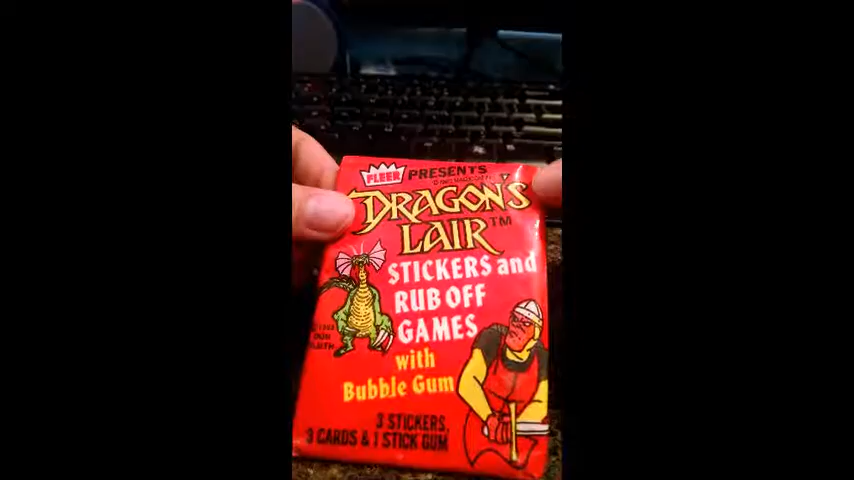 FLEER PRESENTS
DRAGON'S
LAIR™
STICKERS and
RUB OFF
GAMES
with
Bubble Gum
3 STICKERS,
3 CARDS & 1 STICK GUM